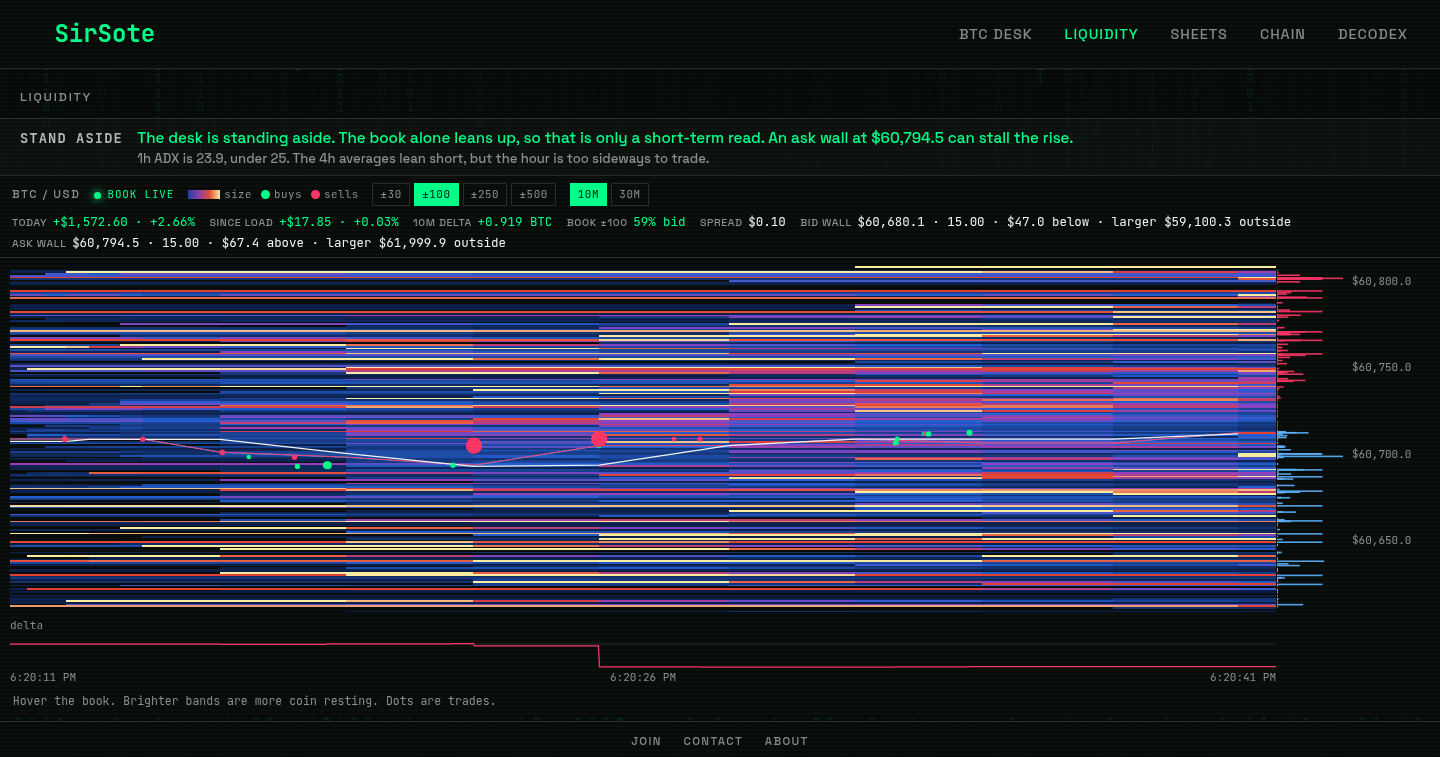 SirSote
BTC DESK LIQUIDITY SHEETS CHAIN DECODEX
LIQUIDITY
STAND ASIDE The desk is standing aside. The book alone leans up, so that is only a short-term read. An ask wall at $60,794.5 can stall the rise.
1h ADX is 23.9, under 25. The 4h averages lean short, but the hour is too sideways to trade.
BTC / USD BOOK LIVE size buys sells ±30 ±100 ±250 ±500 10M 30M
TODAY +$1,572.60 · +2.66% SINCE LOAD +$17.85 · +0.03% 10M DELTA +0.919 BTC BOOK ±100 59% bid SPREAD $0.10 BID WALL $60,680.1 · 15.00 · $47.0 below · larger $59,100.3 outside
ASK WALL $60,794.5 · 15.00 · $67.4 above · larger $61,999.9 outside
$60,800.0
$60,750.0
$60,700.0
$60,650.0
delta
6:20:11 PM 6:20:26 PM 6:20:41 PM
Hover the book. Brighter bands are more coin resting. Dots are trades.
JOIN CONTACT ABOUT